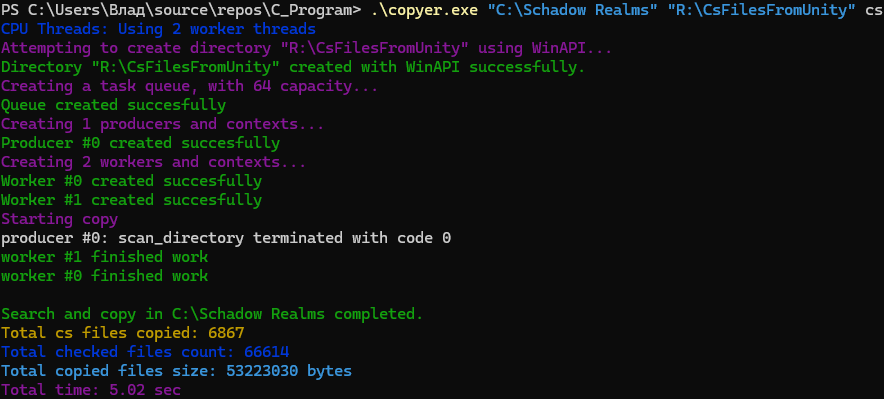 PS C:\Users\Влад\source\repos\C_Program> .\copyer.exe "C:\Schadow Realms" "R:\CsFilesFromUnity" cs
CPU Threads: Using 2 worker threads
Attempting to create directory "R:\CsFilesFromUnity" using WinAPI...
Directory "R:\CsFilesFromUnity" created with WinAPI successfully.
Creating a task queue, with 64 capacity...
Queue created succesfully
Creating 1 producers and contexts...
Producer #0 created succesfully
Creating 2 workers and contexts...
Worker #0 created succesfully
Worker #1 created succesfully
Starting copy
producer #0: scan_directory terminated with code 0
worker #1 finished work
worker #0 finished work
Search and copy in C:\Schadow Realms completed.
Total cs files copied: 6867
Total checked files count: 66614
Total copied files size: 53223030 bytes
Total time: 5.02 sec